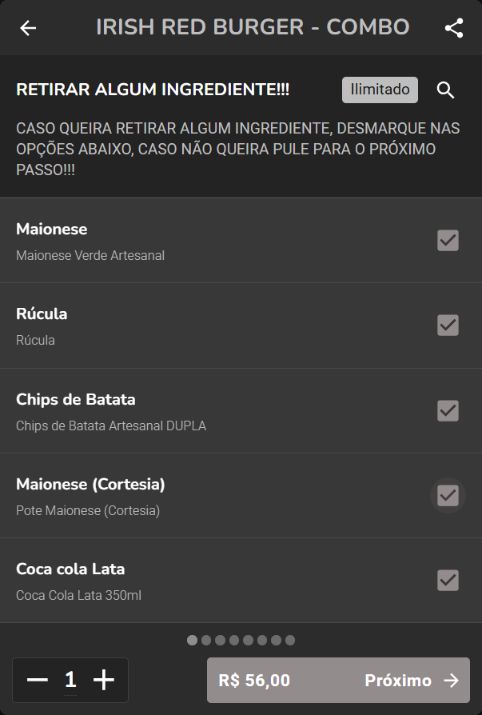 IRISH RED BURGER - COMBO
RETIRAR ALGUM INGREDIENTE!!!
Ilimitado
CASO QUEIRA RETIRAR ALGUM INGREDIENTE, DESMARQUE NAS
OPÇÕES ABAIXO, CASO NÃO QUEIRA PULE PARA O PRÓXIMO
PASSO!!!
Maionese
Maionese Verde Artesanal
Rúcula
Rúcula
Chips de Batata
Chips de Batata Artesanal DUPLA
Maionese (Cortesia)
Pote Maionese (Cortesia)
Coca cola Lata
Coca Cola Lata 350ml
1
R$ 56,00
Próximo